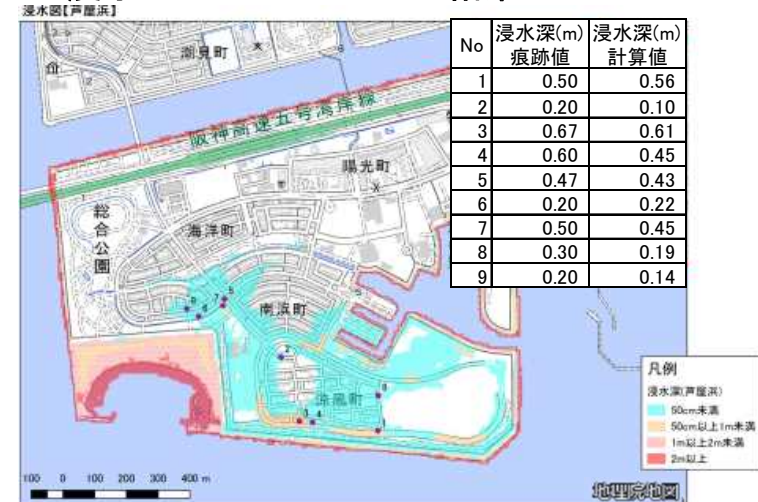 浸水図【芦屋浜】
No 浸水深(m)痕跡値 浸水深(m)計算値
1 0.50 0.56
2 0.20 0.10
3 0.67 0.61
4 0.60 0.45
5 0.47 0.43
6 0.20 0.22
7 0.50 0.45
8 0.30 0.19
9 0.20 0.14
潮見町
阪神高速五号湾岸線
陽光町
総合公園
海洋町
南浜町
涼風町
凡例
浸水深(芦屋浜)
50cm未満
50cm以上1m未満
1m以上2m未満
2m以上
100 0 100 200 300 400 m
地理院地図